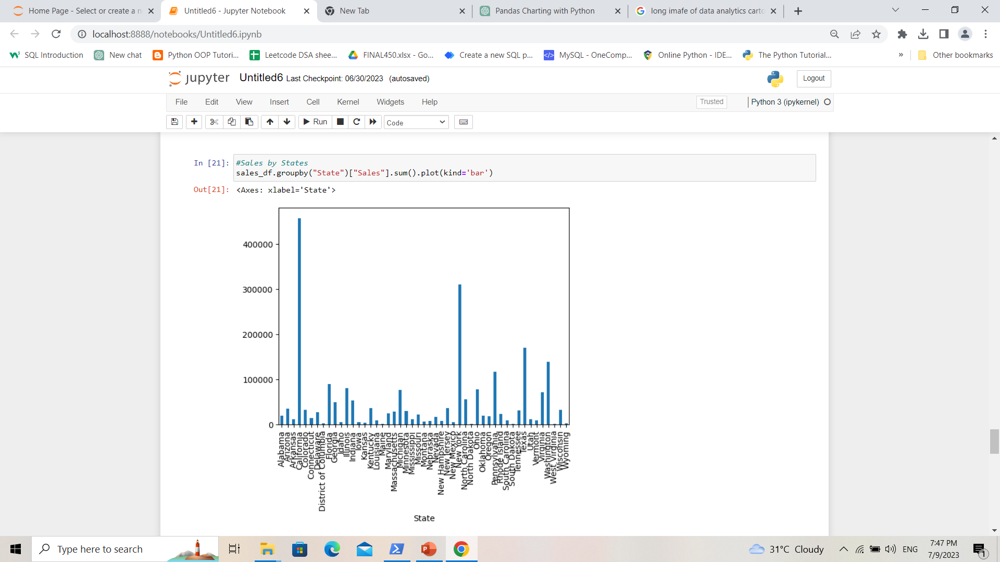 Home Page - Select or create a n
Untitled6 - Jupyter Notebook
New Tab
Pandas Charting with Python
long imafe of data analytics carto
localhost:8888/notebooks/Untitled6.ipynb
SQL Introduction
New chat
Python OOP Tutori...
Leetcode DSA shee...
FINAL450.xlsx - Go...
Create a new SQL p...
MySQL - OneComp...
Online Python - IDE...
The Python Tutorial...
»
Other bookmarks
jupyter Untitled6 Last Checkpoint: 06/30/2023 (autosaved)
Logout
File Edit View Insert Cell Kernel Widgets Help
Trusted
Python 3 (ipykernel)
Run
Code
In [21]: #Sales by States
sales_df.groupby("State")["Sales"].sum().plot(kind='bar')
Out[21]: <Axes: xlabel='State'>
400000
300000
200000
100000
0
Alabama
Arizona
Arkansas
California
Colorado
Connecticut
Delaware
District of Columbia
Florida
Georgia
Idaho
Illinois
Indiana
Iowa
Kansas
Kentucky
Louisiana
Maine
Maryland
Massachusetts
Michigan
Minnesota
Mississippi
Missouri
Montana
Nebraska
Nevada
New Hampshire
New Jersey
New Mexico
New York
North Carolina
North Dakota
Ohio
Oklahoma
Oregon
Pennsylvania
Rhode Island
South Carolina
South Dakota
Tennessee
Texas
Utah
Vermont
Virginia
Washington
West Virginia
Wisconsin
Wyoming
State
Type here to search
31°C Cloudy
ENG
7:47 PM
7/9/2023
1